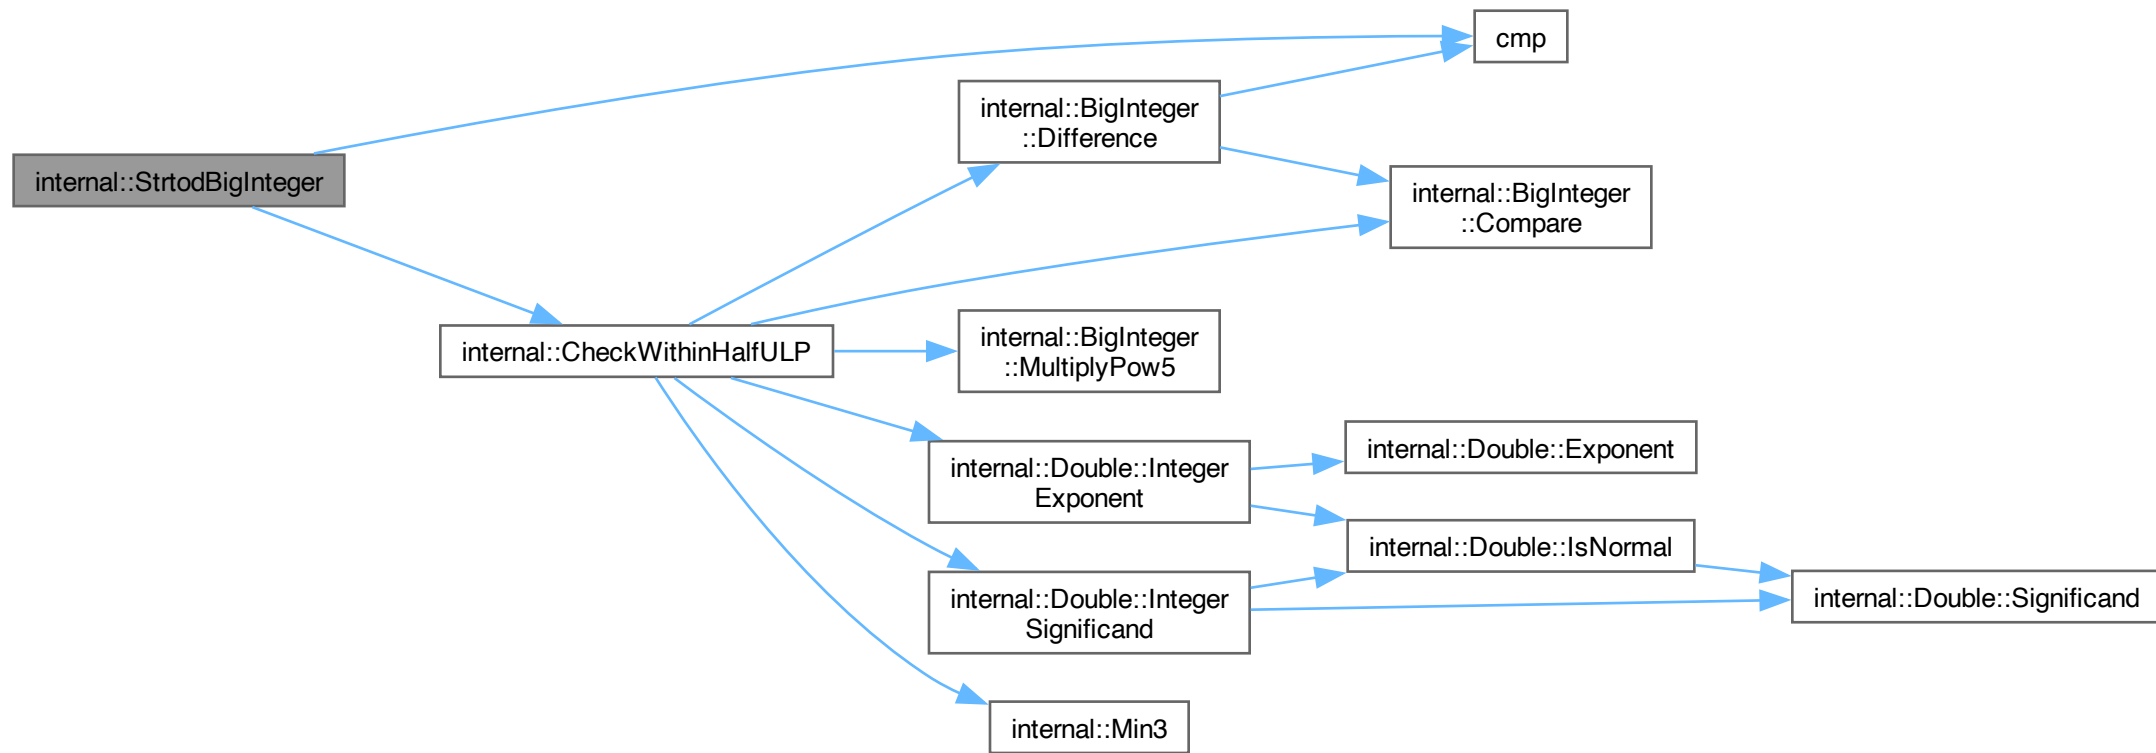 cmp
internal::BigInteger
::Difference
internal::StrtodBigInteger
internal::BigInteger
::Compare
internal::CheckWithinHalfULP
internal::BigInteger
::MultiplyPow5
internal::Double::Integer
Exponent
internal::Double::Exponent
internal::Double::IsNormal
internal::Double::Integer
Significand
internal::Double::Significand
internal::Min3